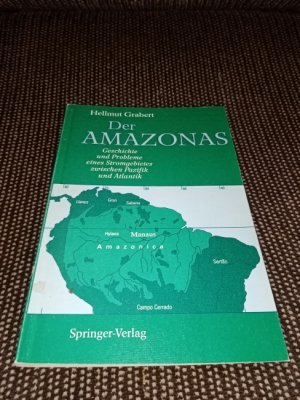 Hellmut Grabert
Der
AMAZONAS
Geschichte
und Probleme
eines Stromgebietes
zwischen Pazifik
und Atlantik
Llanos
Gran
Sabana
Hylaea
Manaus
Amazonica
Sertão
Campo Cerrado
Springer-Verlag